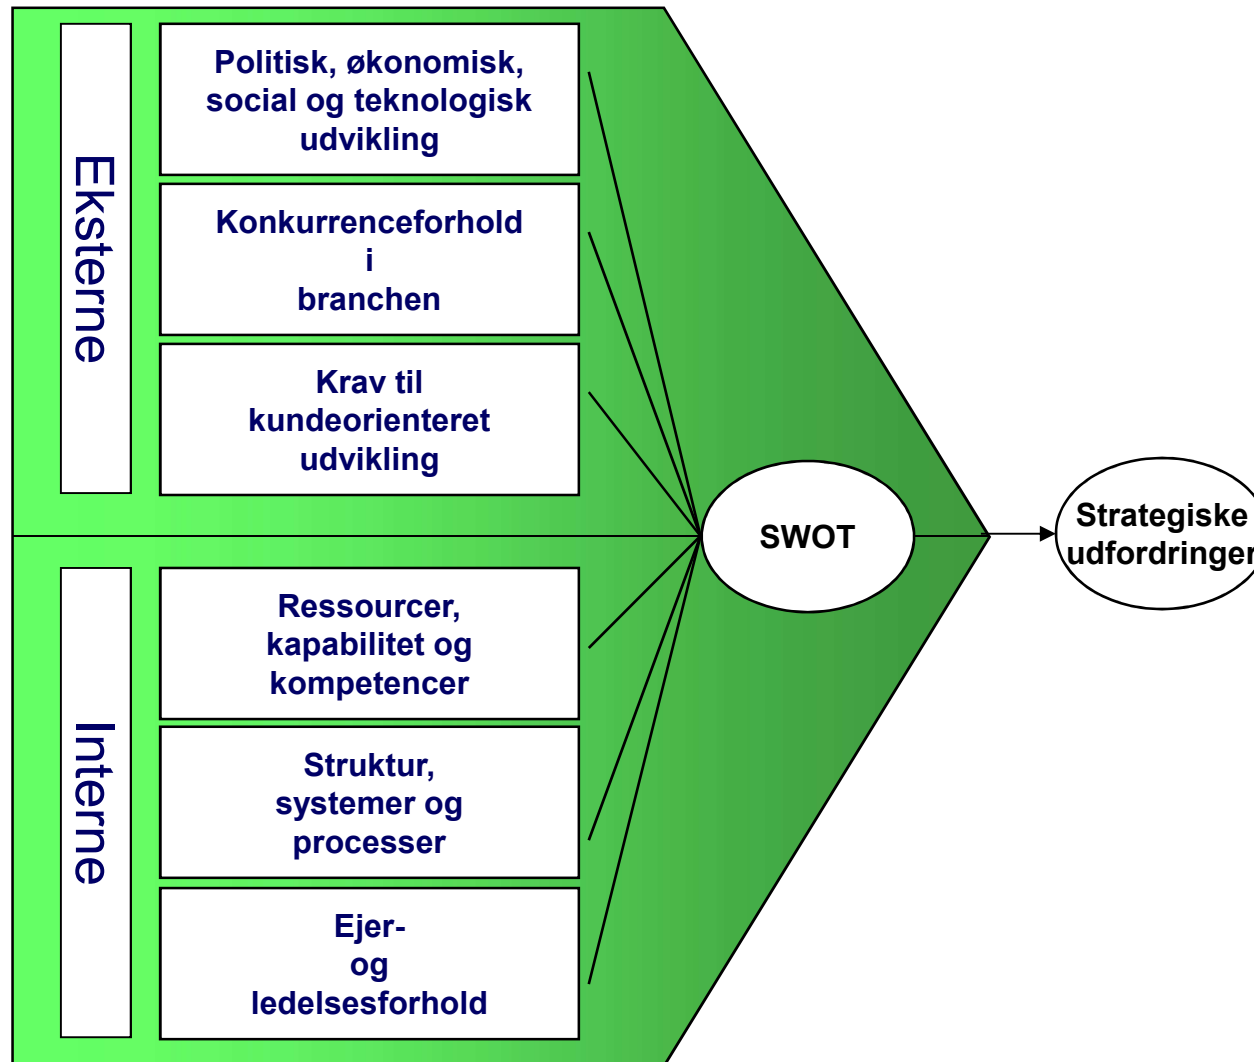 Eksterne
Politisk, økonomisk,
social og teknologisk
udvikling
Konkurrenceforhold
i
branchen
Krav til
kundeorienteret
udvikling
SWOT
Strategiske
udfordringer
Interne
Ressourcer,
kapabilitet og
kompetencer
Struktur,
systemer og
processer
Ejer-
og
ledelsesforhold